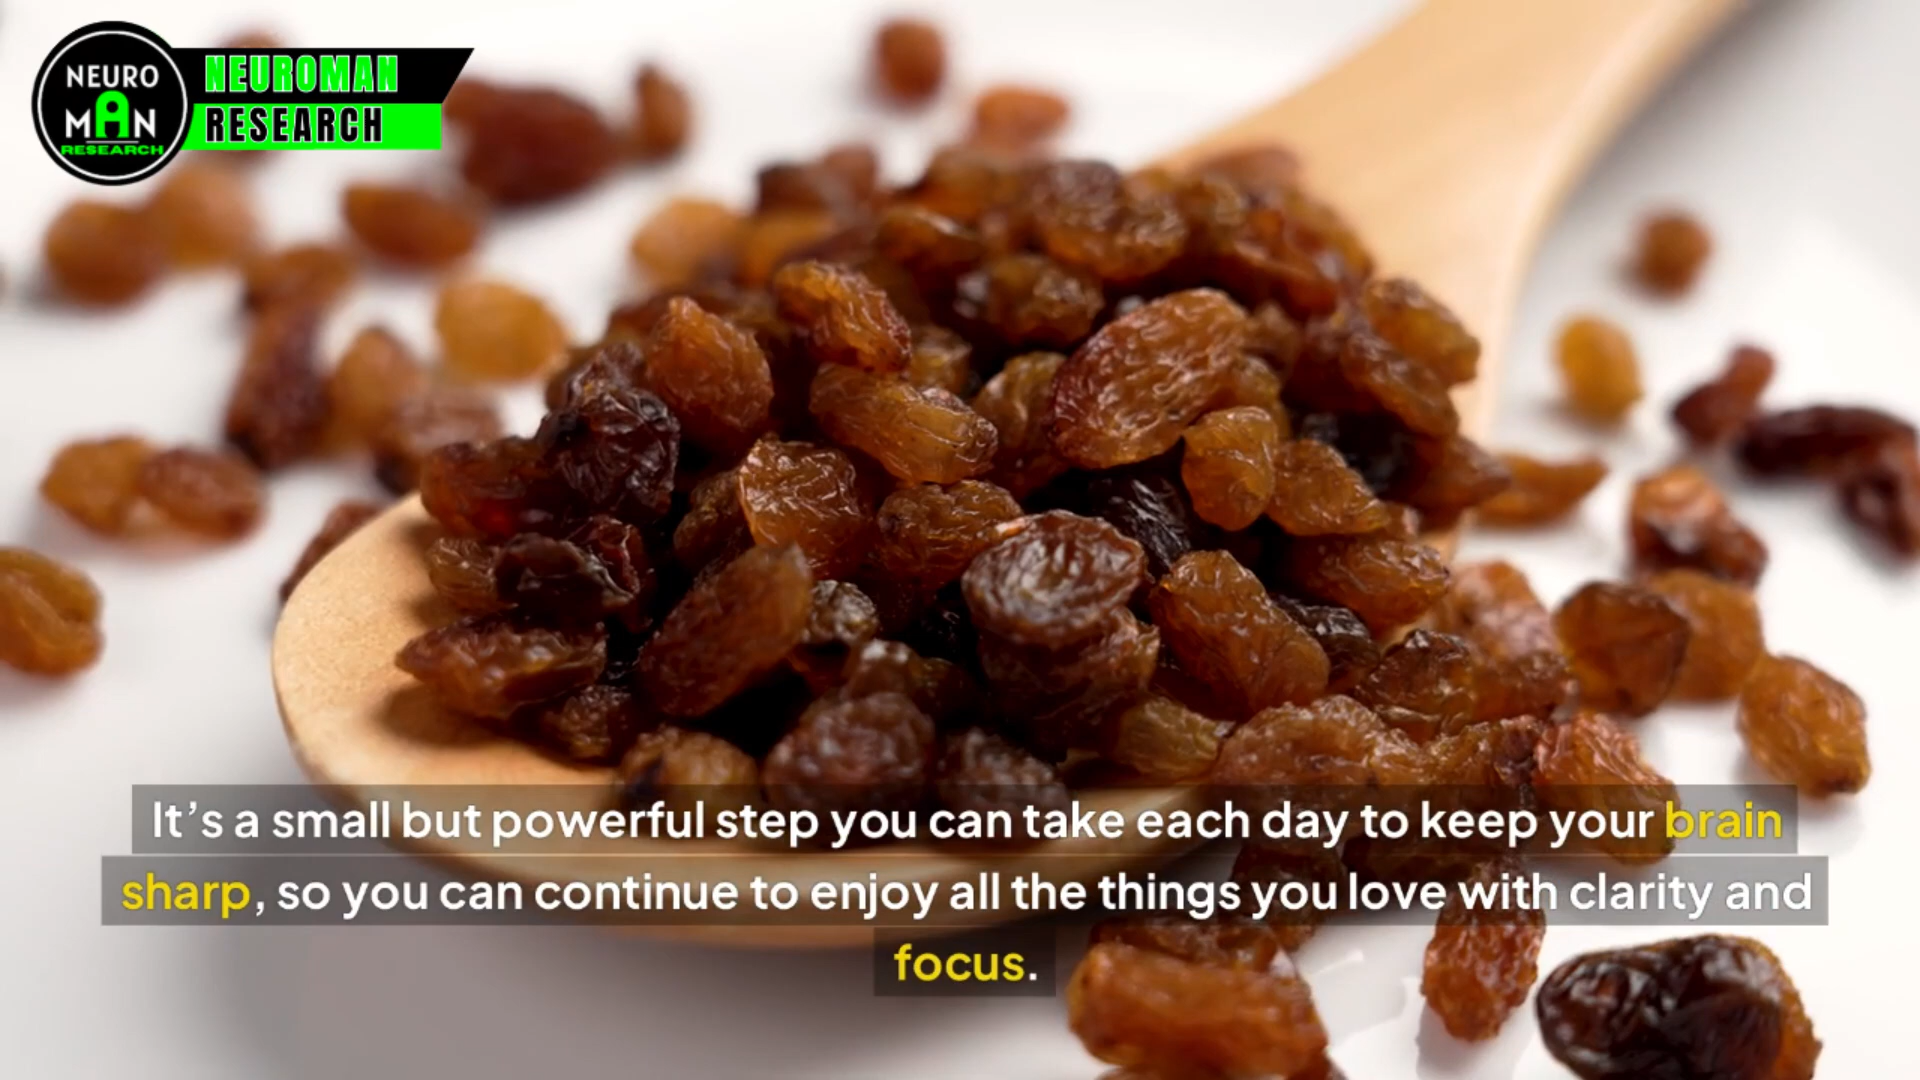 NEURO
MAN
RESEARCH
NEUROMAN
RESEARCH
It’s a small but powerful step you can take each day to keep your brain
sharp, so you can continue to enjoy all the things you love with clarity and
focus.